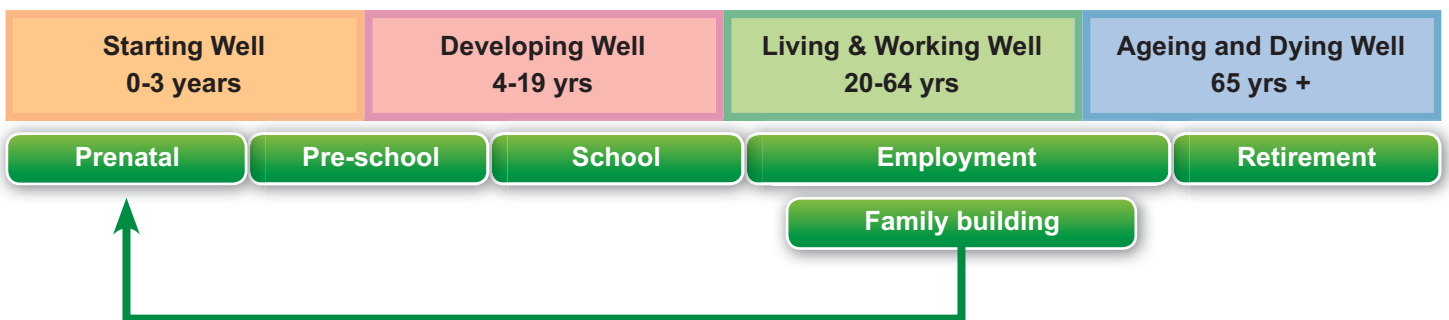 Starting Well
0-3 years
Developing Well
4-19 yrs
Living & Working Well
20-64 yrs
Ageing and Dying Well
65 yrs +
Prenatal
Pre-school
School
Employment
Retirement
Family building